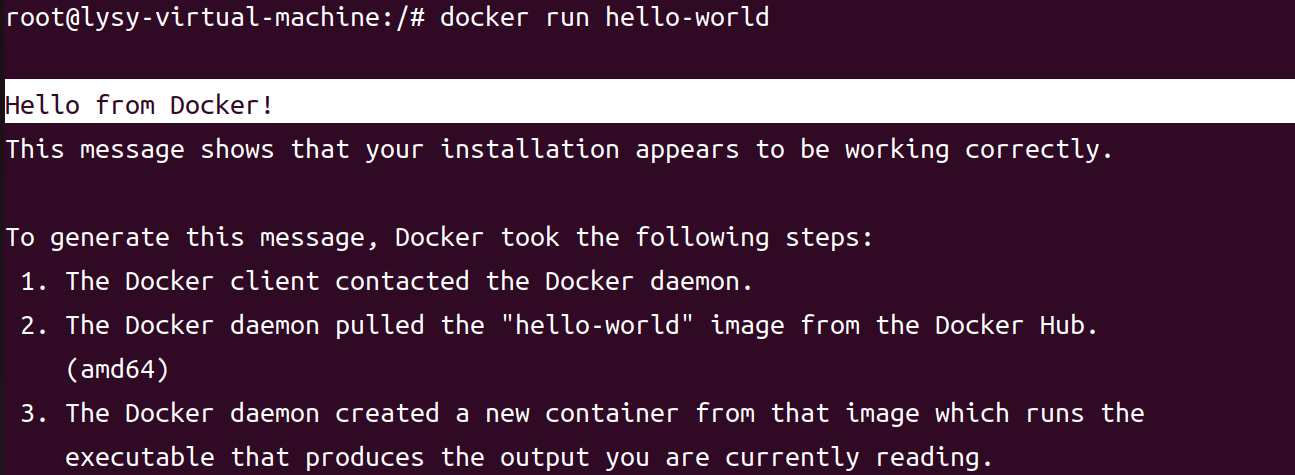 root@lysy-virtual-machine:/# docker run hello-world
Hello from Docker!
This message shows that your installation appears to be working correctly.
To generate this message, Docker took the following steps:
1. The Docker client contacted the Docker daemon.
2. The Docker daemon pulled the "hello-world" image from the Docker Hub.
(amd64)
3. The Docker daemon created a new container from that image which runs the
executable that produces the output you are currently reading.